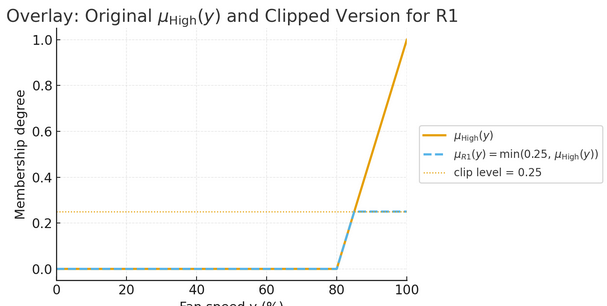 Overlay: Original μHigh(y) and Clipped Version for R1
Membership degree
1.0
0.8
0.6
0.4
0.2
0.0
0 20 40 60 80 100
Fan speed y (%)
μHigh(y)
μR1(y) = min(0.25, μHigh(y))
clip level = 0.25